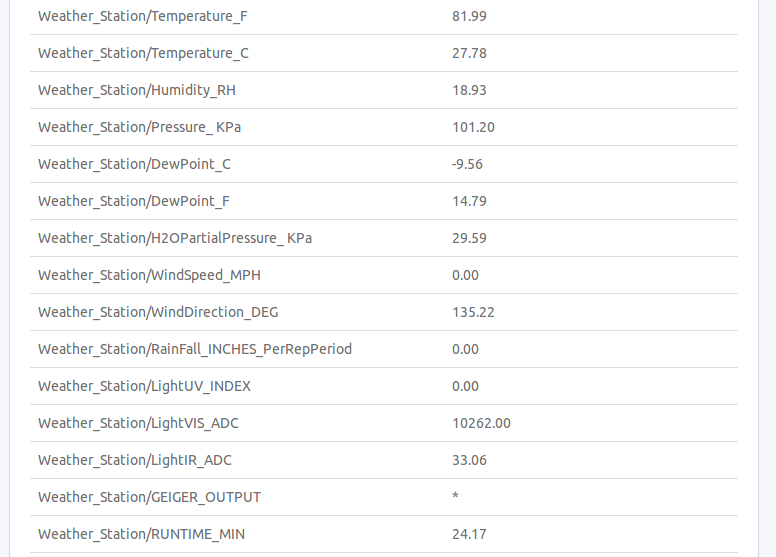 Weather_Station/Temperature_F 81.99
Weather_Station/Temperature_C 27.78
Weather_Station/Humidity_RH 18.93
Weather_Station/Pressure_ KPa 101.20
Weather_Station/DewPoint_C -9.56
Weather_Station/DewPoint_F 14.79
Weather_Station/H2OPartialPressure_ KPa 29.59
Weather_Station/WindSpeed_MPH 0.00
Weather_Station/WindDirection_DEG 135.22
Weather_Station/RainFall_INCHES_PerRepPeriod 0.00
Weather_Station/LightUV_INDEX 0.00
Weather_Station/LightVIS_ADC 10262.00
Weather_Station/LightIR_ADC 33.06
Weather_Station/GEIGER_OUTPUT *
Weather_Station/RUNTIME_MIN 24.17